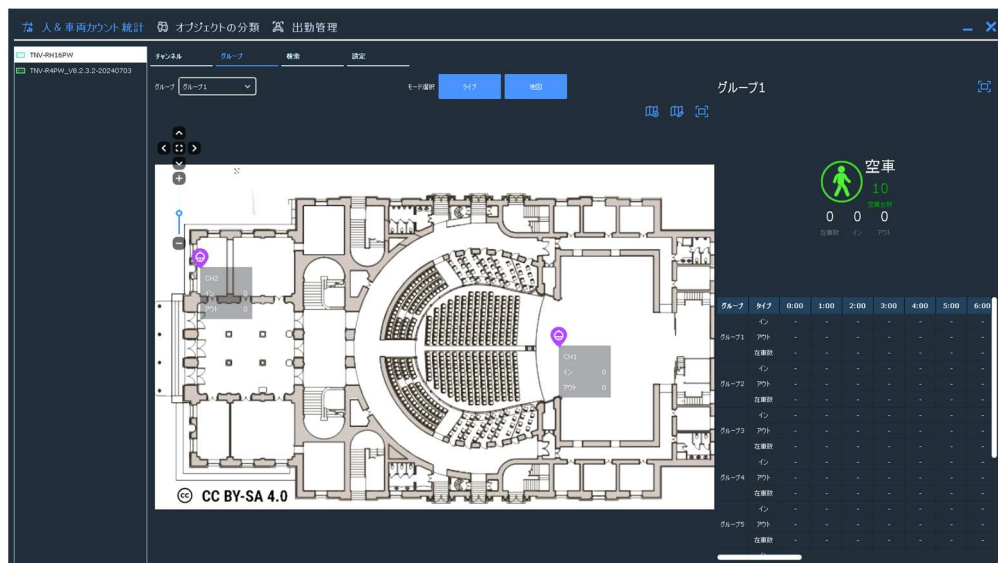 人＆車両カウント統計 オブジェクトの分類 出勤管理
TNV-RH16PW
TNV-R4PW_V8.2.3.2-20240703
チャンネル グループ 検索 設定
グループ グループ1 モード選択 ライブ 地図
グループ1
空車
10
空車台数
0 0 0
在車数 イン アウト
CH2
イン 0
アウト 0
CH1
イン 0
アウト 0
CC BY-SA 4.0
グループ タイプ 0:00 1:00 2:00 3:00 4:00 5:00 6:00
イン - - - - - - -
グループ1 アウト - - - - - - -
在車数 - - - - - - -
イン - - - - - - -
グループ2 アウト - - - - - - -
在車数 - - - - - - -
イン - - - - - - -
グループ3 アウト - - - - - - -
在車数 - - - - - - -
イン - - - - - - -
グループ4 アウト - - - - - - -
在車数 - - - - - - -
イン - - - - - - -
グループ5 アウト - - - - - - -
在車数 - - - - - - -